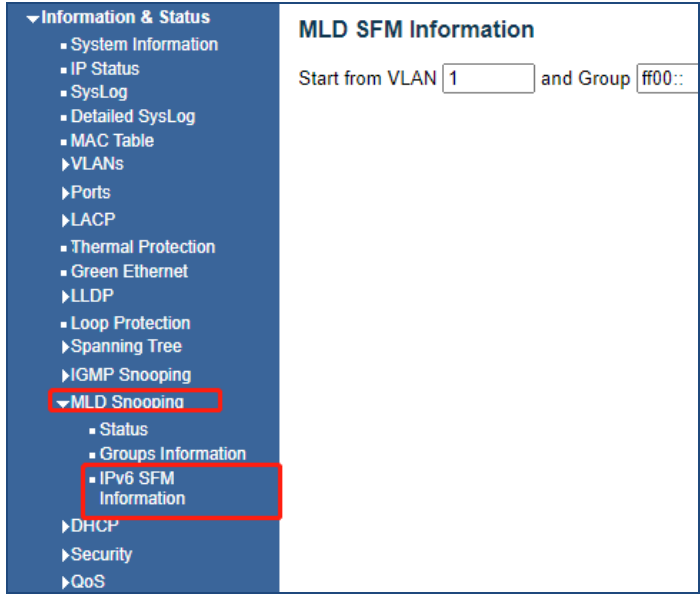 Information & Status
System Information
IP Status
SysLog
Detailed SysLog
MAC Table
VLANs
Ports
LACP
Thermal Protection
Green Ethernet
LLDP
Loop Protection
Spanning Tree
IGMP Snooping
MLD Snooping
Status
Groups Information
IPv6 SFM
Information
DHCP
Security
QoS
MLD SFM Information
Start from VLAN 1 and Group ff00::